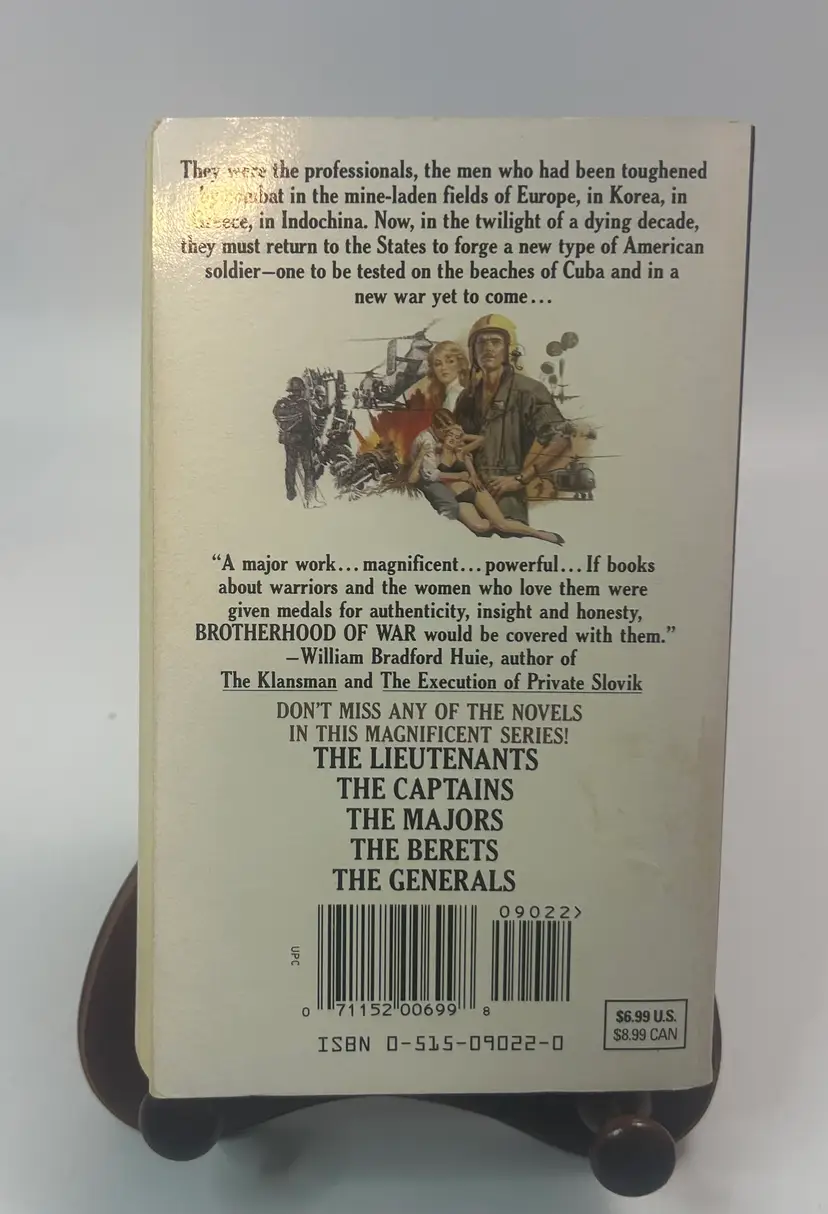 They were the professionals, the men who had been toughened
by combat in the mine-laden fields of Europe, in Korea, in
Greece, in Indochina. Now, in the twilight of a dying decade,
they must return to the States to forge a new type of American
soldier—one to be tested on the beaches of Cuba and in a
new war yet to come...
“A major work...magnificent...powerful...If books
about warriors and the women who love them were
given medals for authenticity, insight and honesty,
BROTHERHOOD OF WAR would be covered with them.”
—William Bradford Huie, author of
The Klansman and The Execution of Private Slovik
DON'T MISS ANY OF THE NOVELS
IN THIS MAGNIFICENT SERIES!
THE LIEUTENANTS
THE CAPTAINS
THE MAJORS
THE BERETS
THE GENERALS
09022>
UPC
0 71152 00699 8
ISBN 0-515-09022-0
$6.99 U.S.
$8.99 CAN